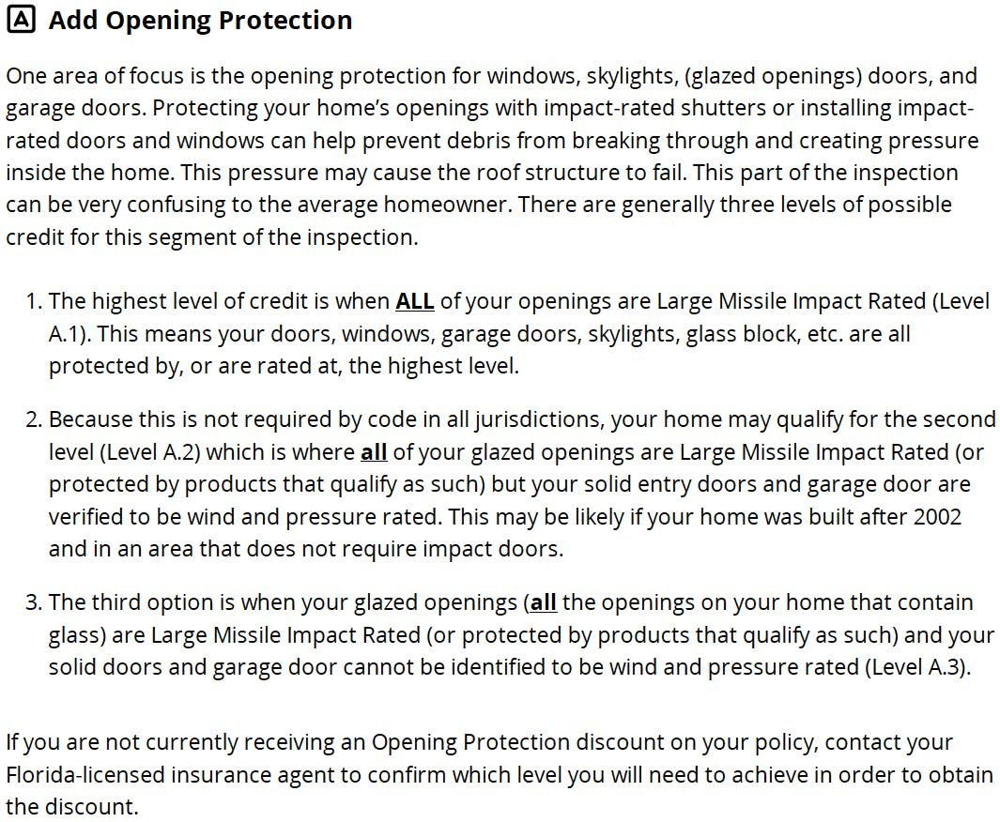 A Add Opening Protection
One area of focus is the opening protection for windows, skylights, (glazed openings) doors, and
garage doors. Protecting your home’s openings with impact-rated shutters or installing impact-
rated doors and windows can help prevent debris from breaking through and creating pressure
inside the home. This pressure may cause the roof structure to fail. This part of the inspection
can be very confusing to the average homeowner. There are generally three levels of possible
credit for this segment of the inspection.
1. The highest level of credit is when ALL of your openings are Large Missile Impact Rated (Level
A.1). This means your doors, windows, garage doors, skylights, glass block, etc. are all
protected by, or are rated at, the highest level.
2. Because this is not required by code in all jurisdictions, your home may qualify for the second
level (Level A.2) which is where all of your glazed openings are Large Missile Impact Rated (or
protected by products that qualify as such) but your solid entry doors and garage door are
verified to be wind and pressure rated. This may be likely if your home was built after 2002
and in an area that does not require impact doors.
3. The third option is when your glazed openings (all the openings on your home that contain
glass) are Large Missile Impact Rated (or protected by products that qualify as such) and your
solid doors and garage door cannot be identified to be wind and pressure rated (Level A.3).
If you are not currently receiving an Opening Protection discount on your policy, contact your
Florida-licensed insurance agent to confirm which level you will need to achieve in order to obtain
the discount.